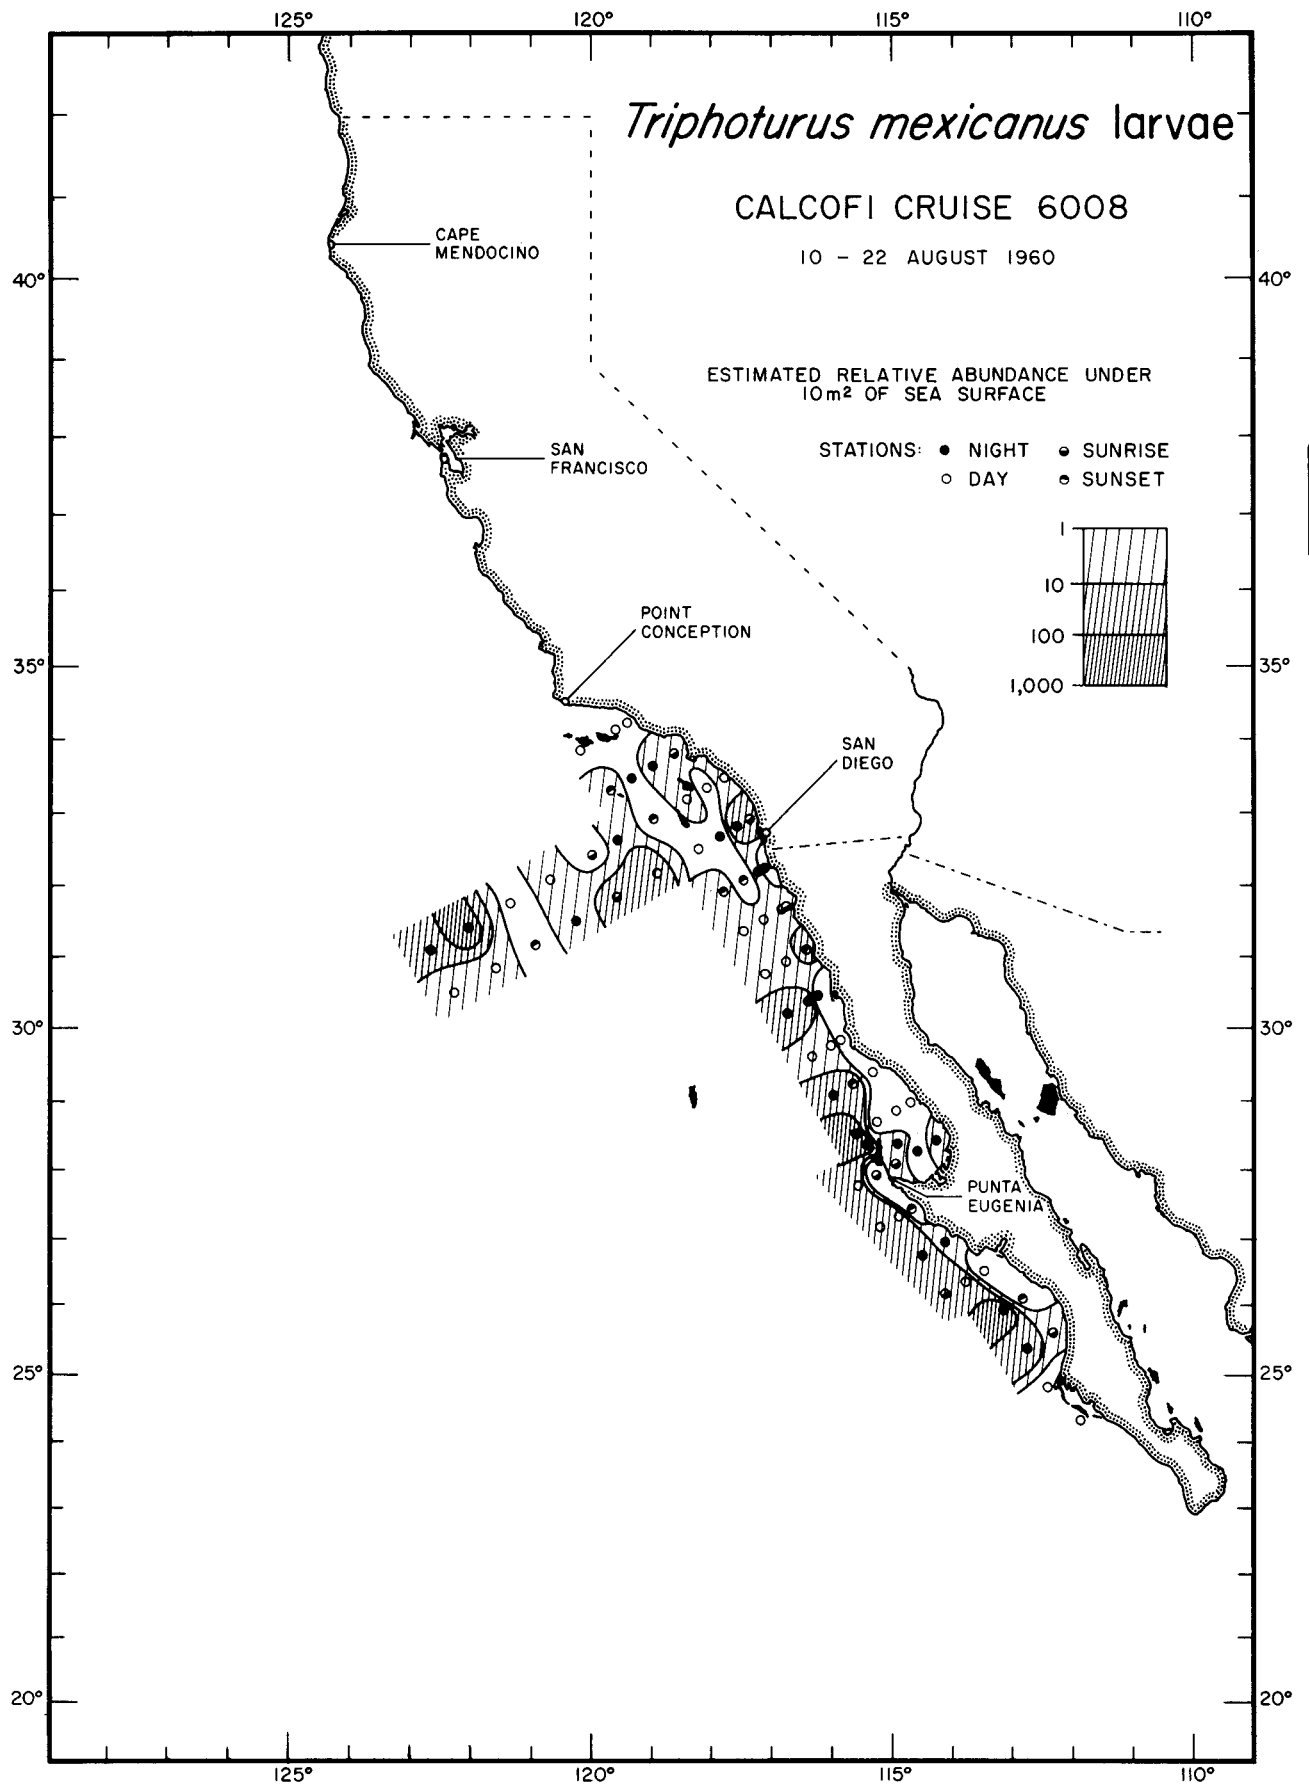 125° 120° 115° 110°
Triphoturus mexicanus larvae
CALCOFI CRUISE 6008
10 – 22 AUGUST 1960
CAPE
MENDOCINO
40° 40°
ESTIMATED RELATIVE ABUNDANCE UNDER
10m² OF SEA SURFACE
STATIONS: NIGHT SUNRISE
DAY SUNSET
SAN
FRANCISCO
1
10
100
1,000
POINT
CONCEPTION
35° 35°
SAN
DIEGO
30° 30°
PUNTA
EUGENIA
25° 25°
20° 20°
125° 120° 115° 110°